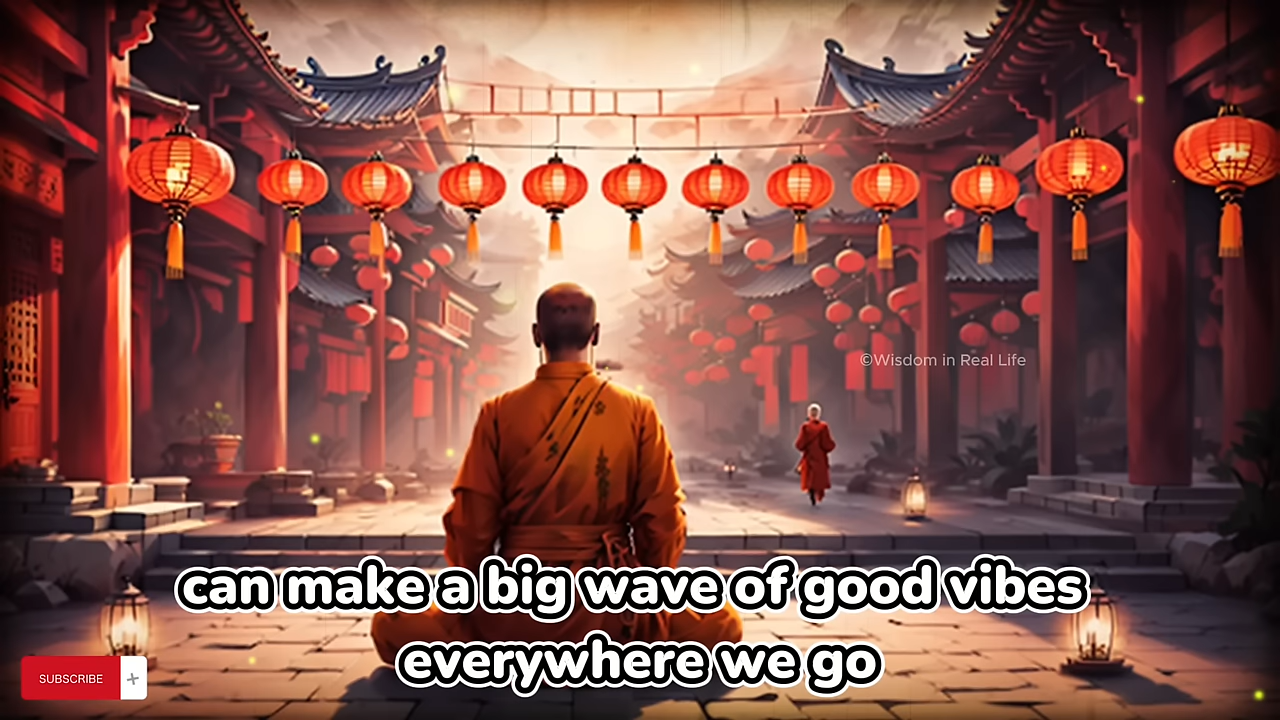 ©Wisdom in Real Life
can make a big wave of good vibes
everywhere we go
SUBSCRIBE +